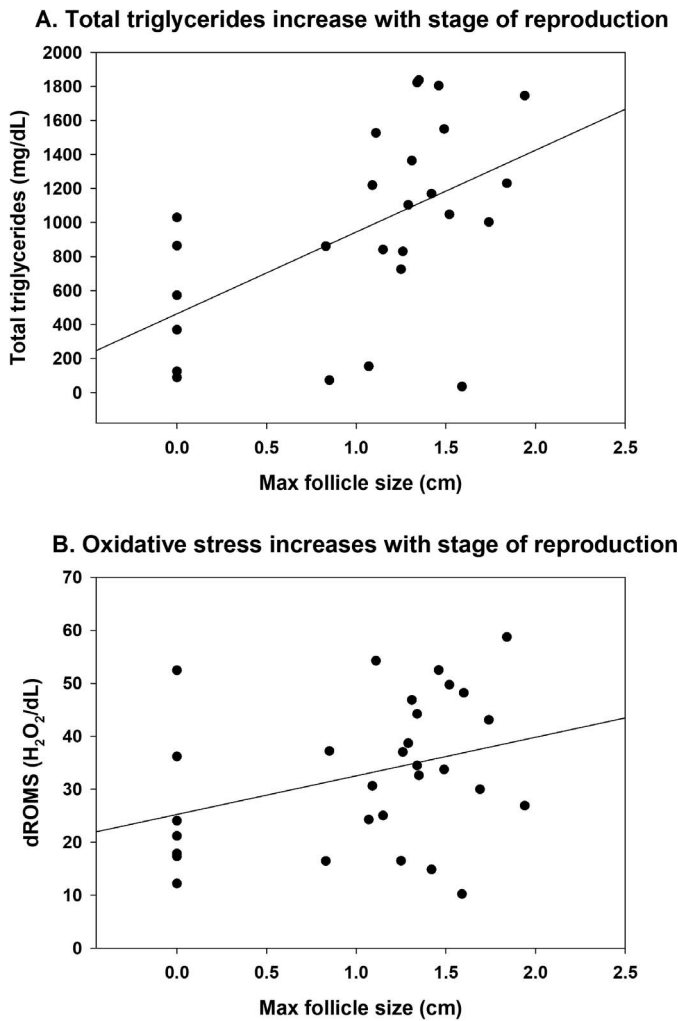 A. Total triglycerides increase with stage of reproduction
Total triglycerides (mg/dL)
2000
1800
1600
1400
1200
1000
800
600
400
200
0
0.0 0.5 1.0 1.5 2.0 2.5
Max follicle size (cm)
B. Oxidative stress increases with stage of reproduction
dROMS (H₂O₂/dL)
70
60
50
40
30
20
10
0
0.0 0.5 1.0 1.5 2.0 2.5
Max follicle size (cm)